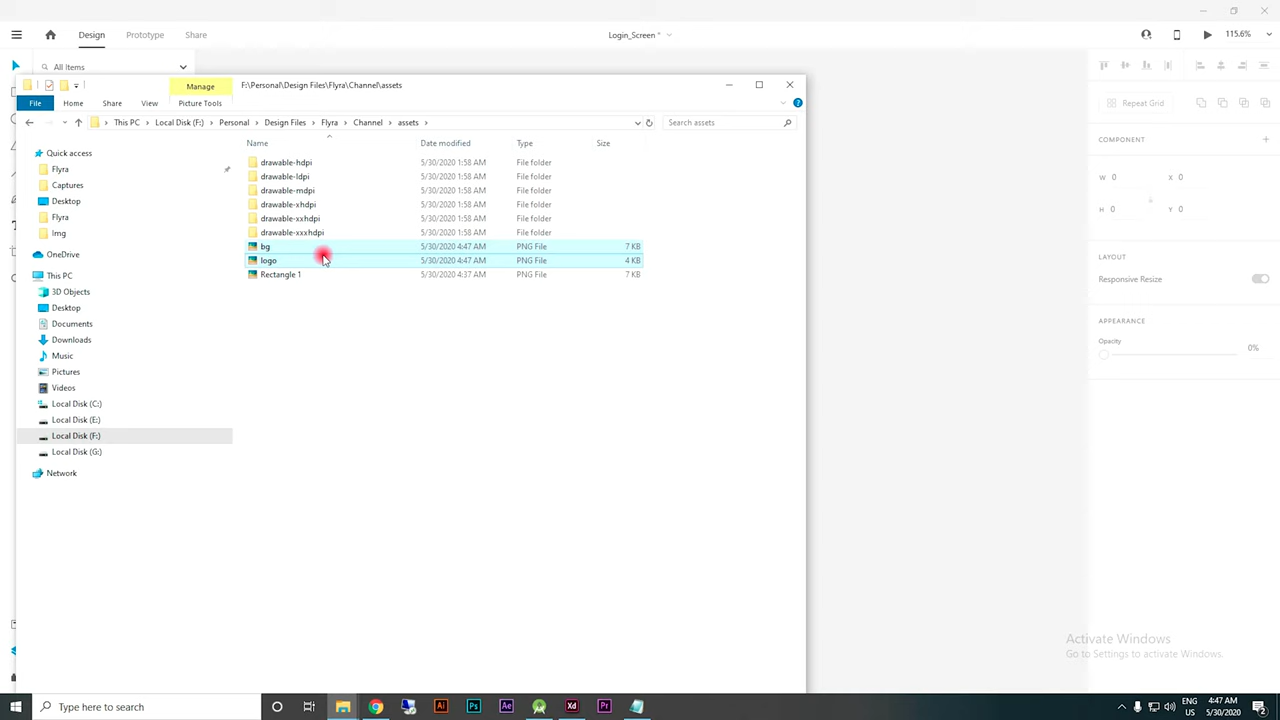 Design Prototype Share Login_Screen * 115.6%
All Items
Manage F:\Personal\Design Files\Flyra\Channel\assets
File Home Share View Picture Tools
This PC Local Disk (F:) Personal Design Files Flyra Channel assets Search assets
Repeat Grid
Name Date modified Type Size
COMPONENT
Quick access
drawable-hdpi 5/30/2020 1:58 AM File folder
Flyra
drawable-ldpi 5/30/2020 1:58 AM File folder
W 0 X 0
Captures
drawable-mdpi 5/30/2020 1:58 AM File folder
Desktop
drawable-xhdpi 5/30/2020 1:58 AM File folder
H 0 Y 0
Flyra
drawable-xxhdpi 5/30/2020 1:58 AM File folder
Img
drawable-xxxhdpi 5/30/2020 1:58 AM File folder
bg 5/30/2020 4:47 AM PNG File 7 KB
OneDrive
LAYOUT
logo 5/30/2020 4:47 AM PNG File 4 KB
This PC
Rectangle 1 5/30/2020 4:37 AM PNG File 7 KB
Responsive Resize
3D Objects
Desktop
Documents
APPEARANCE
Downloads
Opacity
0%
Music
Pictures
Videos
Local Disk (C:)
Local Disk (E:)
Local Disk (F:)
Local Disk (G:)
Network
Activate Windows
Go to Settings to activate Windows.
Type here to search Ai Ps Ae Xd Pr
ENG 4:47 AM
US 5/30/2020
2